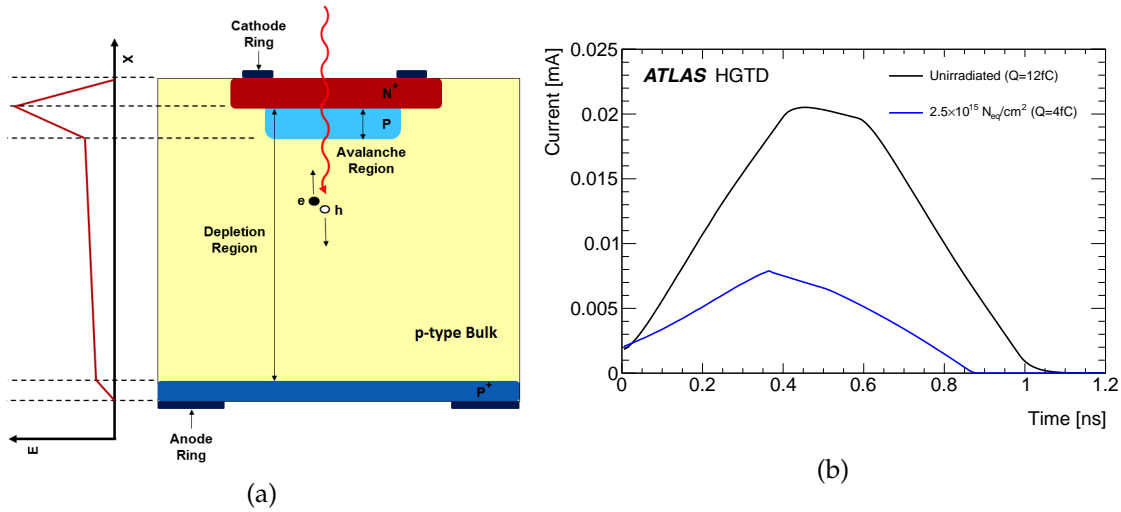 Cathode
Ring
X
N+
P
Avalanche
Region
e
h
Depletion
Region
p-type Bulk
P+
E
Anode
Ring
(a)
Current [mA]
0.025
0.02
0.015
0.01
0.005
0
ATLAS HGTD
Unirradiated (Q=12fC)
2.5×10^15 N_eq/cm^2 (Q=4fC)
0 0.2 0.4 0.6 0.8 1 1.2
Time [ns]
(b)